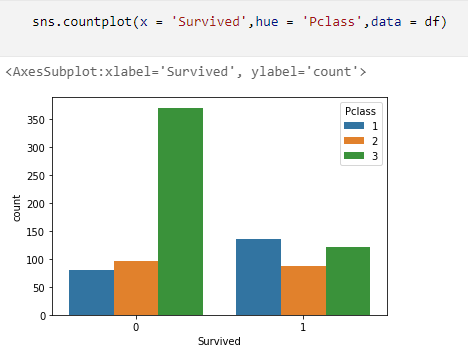 sns.countplot(x = 'Survived',hue = 'Pclass',data = df)
<AxesSubplot:xlabel='Survived', ylabel='count'>
Pclass
1
2
3
350
300
250
200
150
100
50
0
count
0 1
Survived